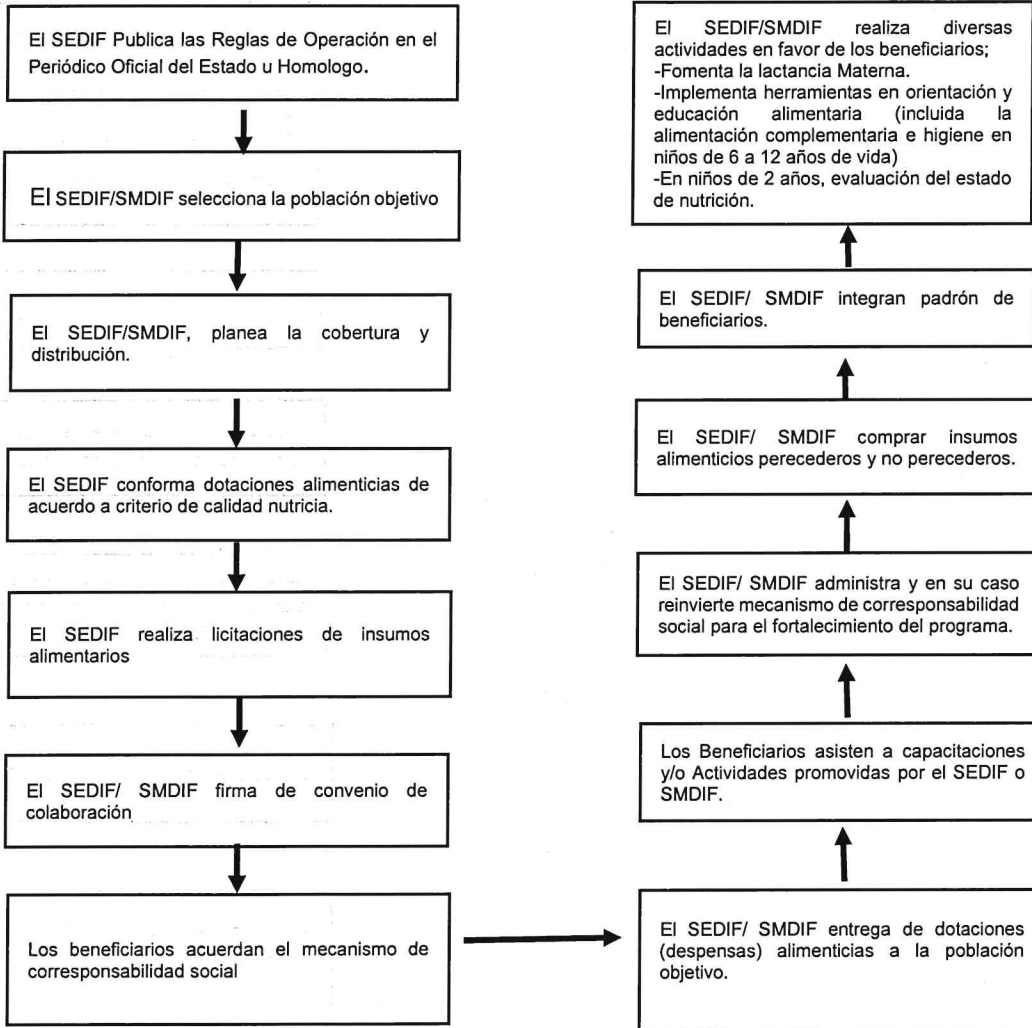 El SEDIF Publica las Reglas de Operación en el
Periódico Oficial del Estado u Homologo.
El SEDIF/SMDIF selecciona la población objetivo
El SEDIF/SMDIF, planea la cobertura y
distribución.
El SEDIF conforma dotaciones alimenticias de
acuerdo a criterio de calidad nutricia.
El SEDIF realiza licitaciones de insumos
alimentarios
El SEDIF/ SMDIF firma de convenio de
colaboración
Los beneficiarios acuerdan el mecanismo de
corresponsabilidad social
El SEDIF/ SMDIF entrega de dotaciones
(despensas) alimenticias a la población
objetivo.
Los Beneficiarios asisten a capacitaciones
y/o Actividades promovidas por el SEDIF o
SMDIF.
El SEDIF/ SMDIF administra y en su caso
reinvierte mecanismo de corresponsabilidad
social para el fortalecimiento del programa.
El SEDIF/ SMDIF comprar insumos
alimenticios perecederos y no perecederos.
El SEDIF/ SMDIF integran padrón de
beneficiarios.
El SEDIF/SMDIF realiza diversas
actividades en favor de los beneficiarios;
-Fomenta la lactancia Materna.
-Implementa herramientas en orientación y
educación alimentaria (incluida la
alimentación complementaria e higiene en
niños de 6 a 12 años de vida)
-En niños de 2 años, evaluación del estado
de nutrición.